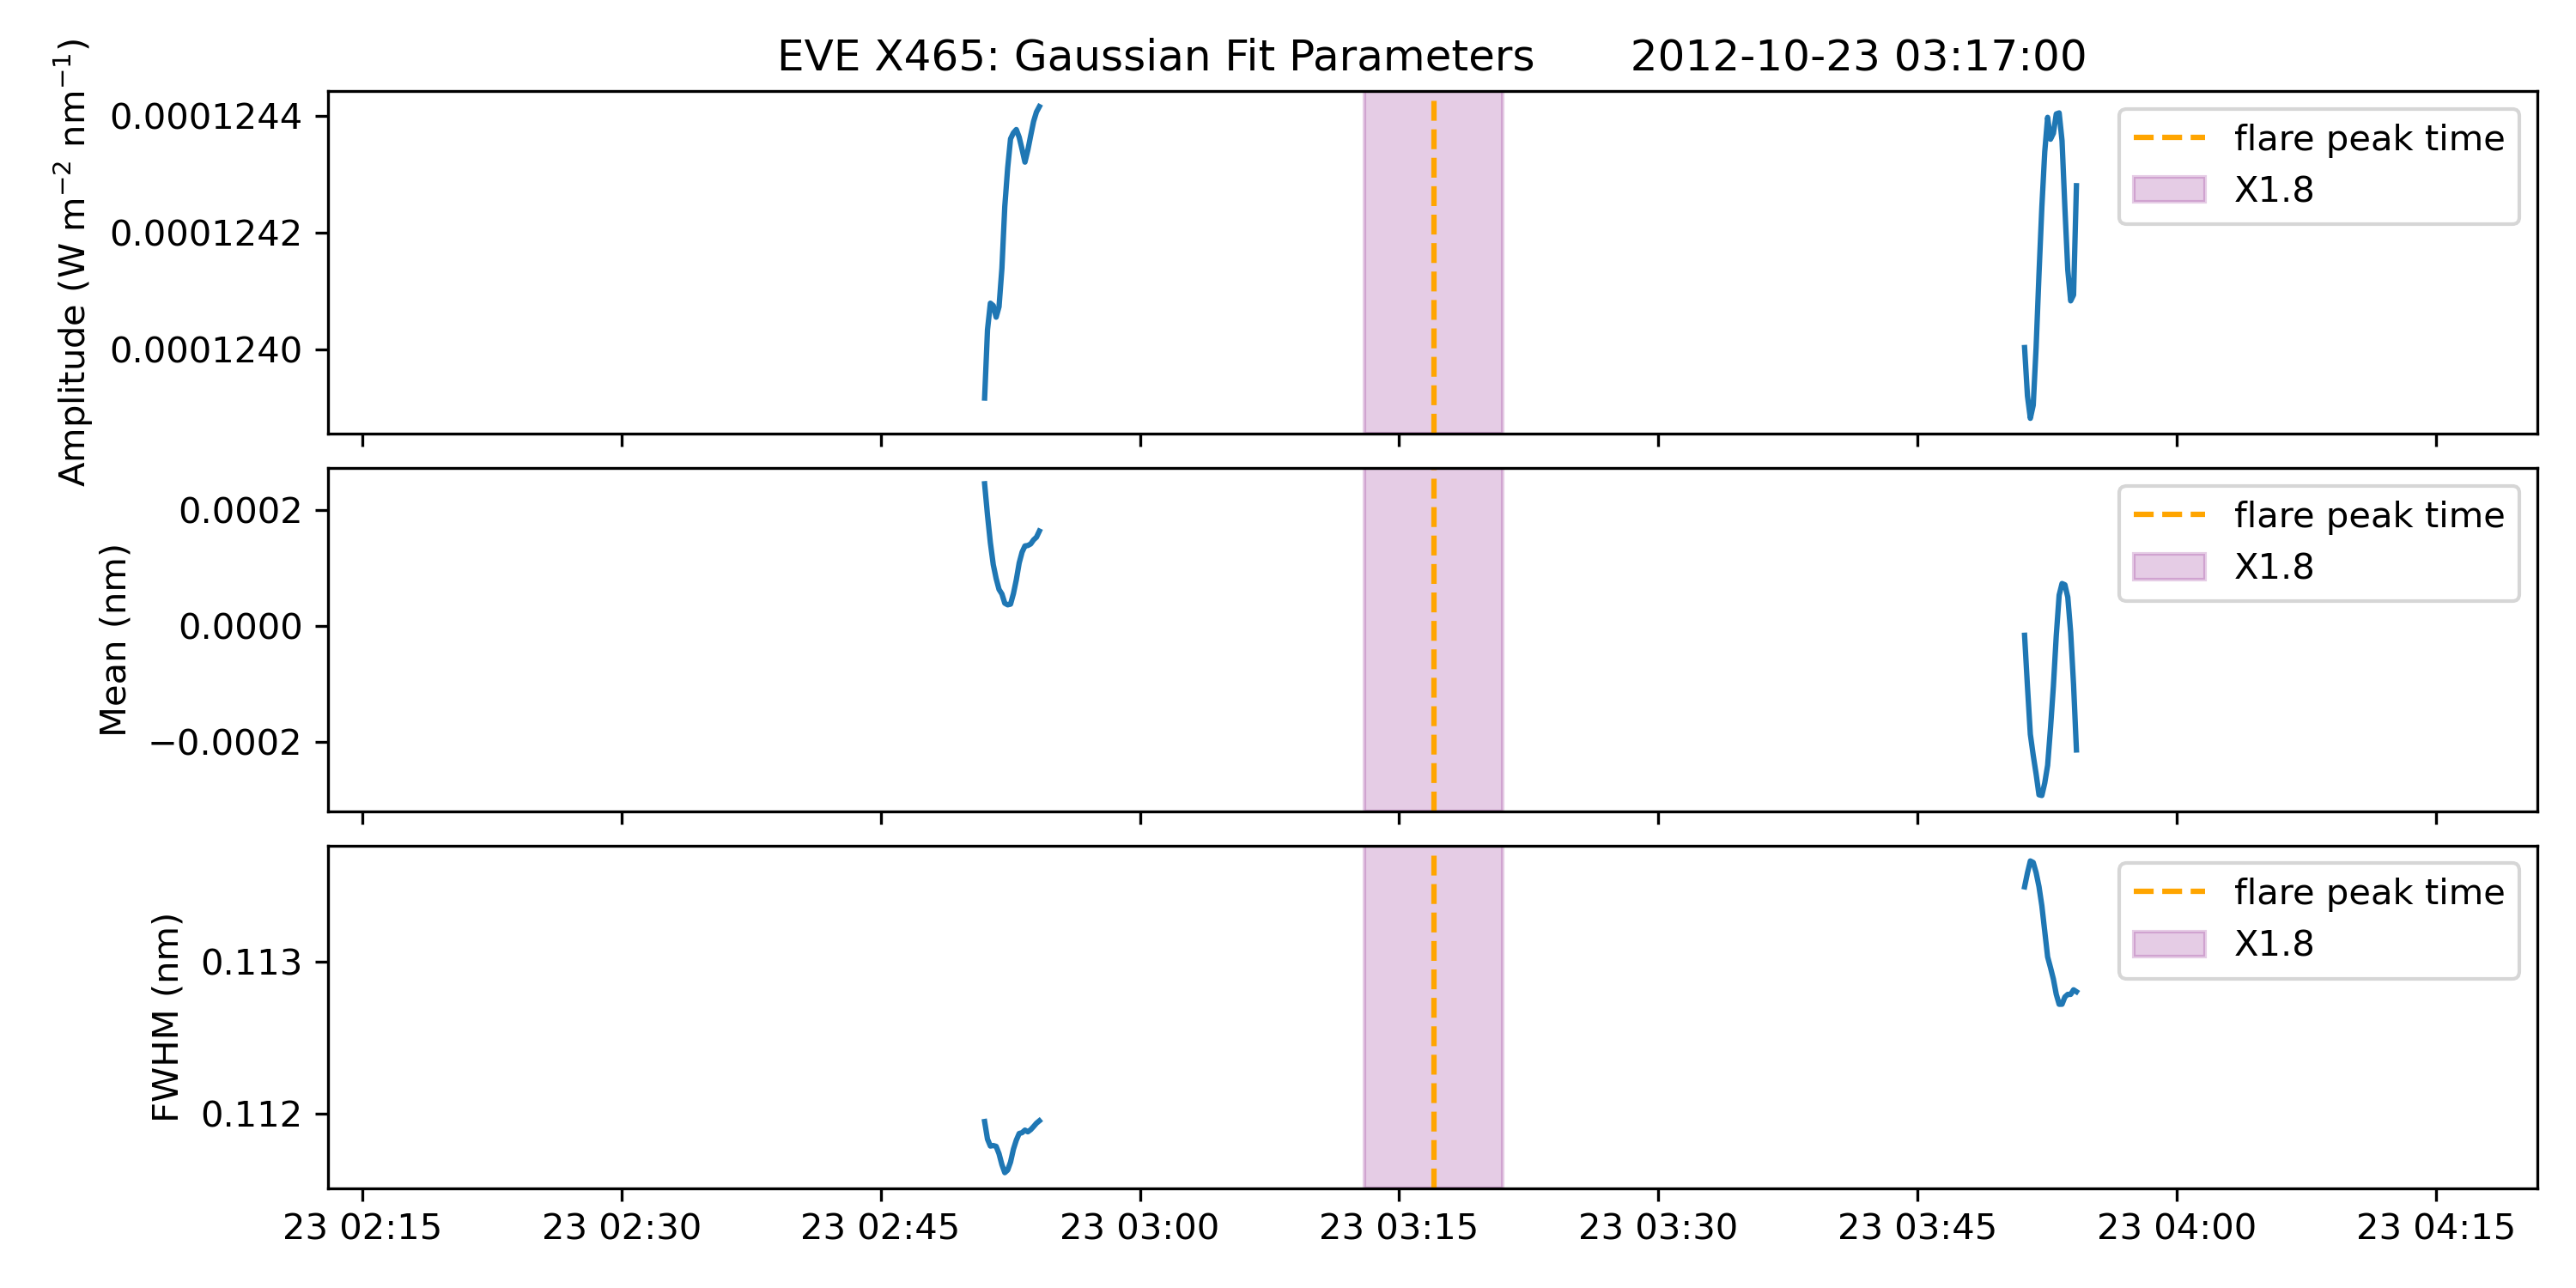 EVE X465: Gaussian Fit Parameters 2012-10-23 03:17:00
Amplitude (W m⁻² nm⁻¹)
0.0001244
0.0001242
0.0001240
flare peak time
X1.8
Mean (nm)
0.0002
0.0000
−0.0002
flare peak time
X1.8
FWHM (nm)
0.113
0.112
flare peak time
X1.8
23 02:15 23 02:30 23 02:45 23 03:00 23 03:15 23 03:30 23 03:45 23 04:00 23 04:15